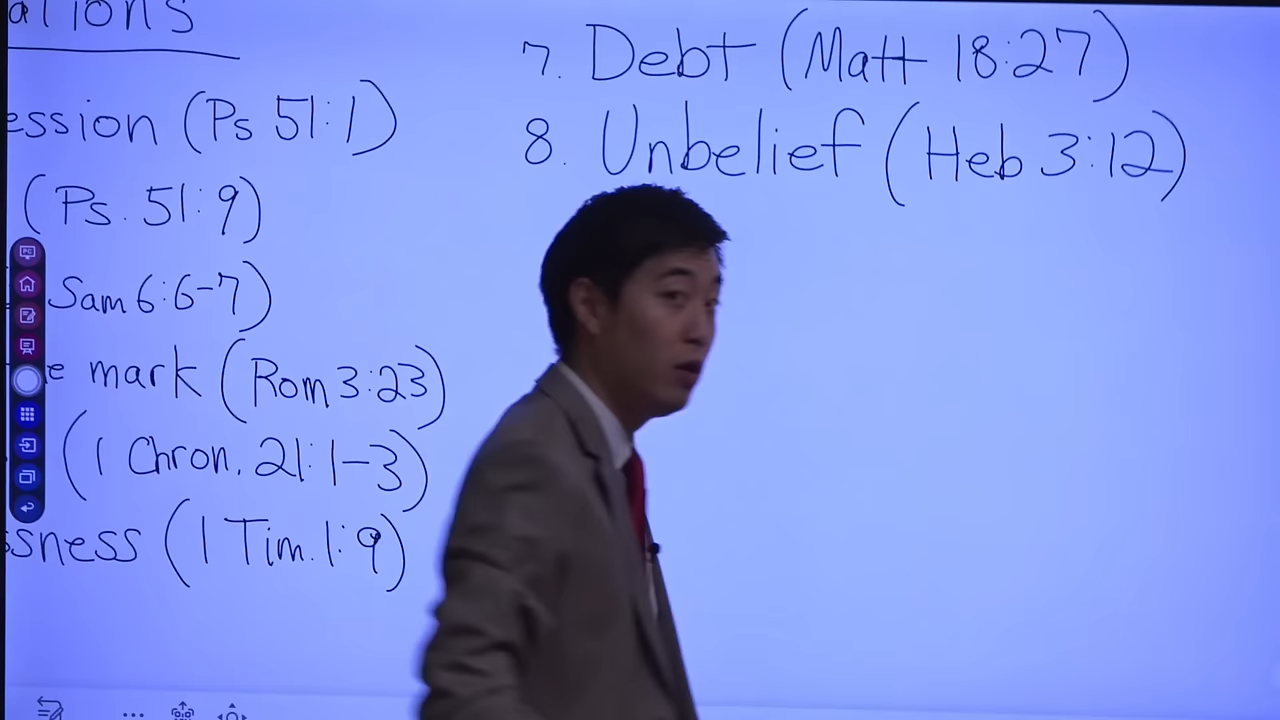 ations
ession (Ps 51:1)
(Ps. 51:9)
Sam 6:6-7)
e mark (Rom 3:23)
(1 Chron. 21:1-3)
ssness (1 Tim. 1:9)
7. Debt (Matt 18:27)
8. Unbelief (Heb 3:12)